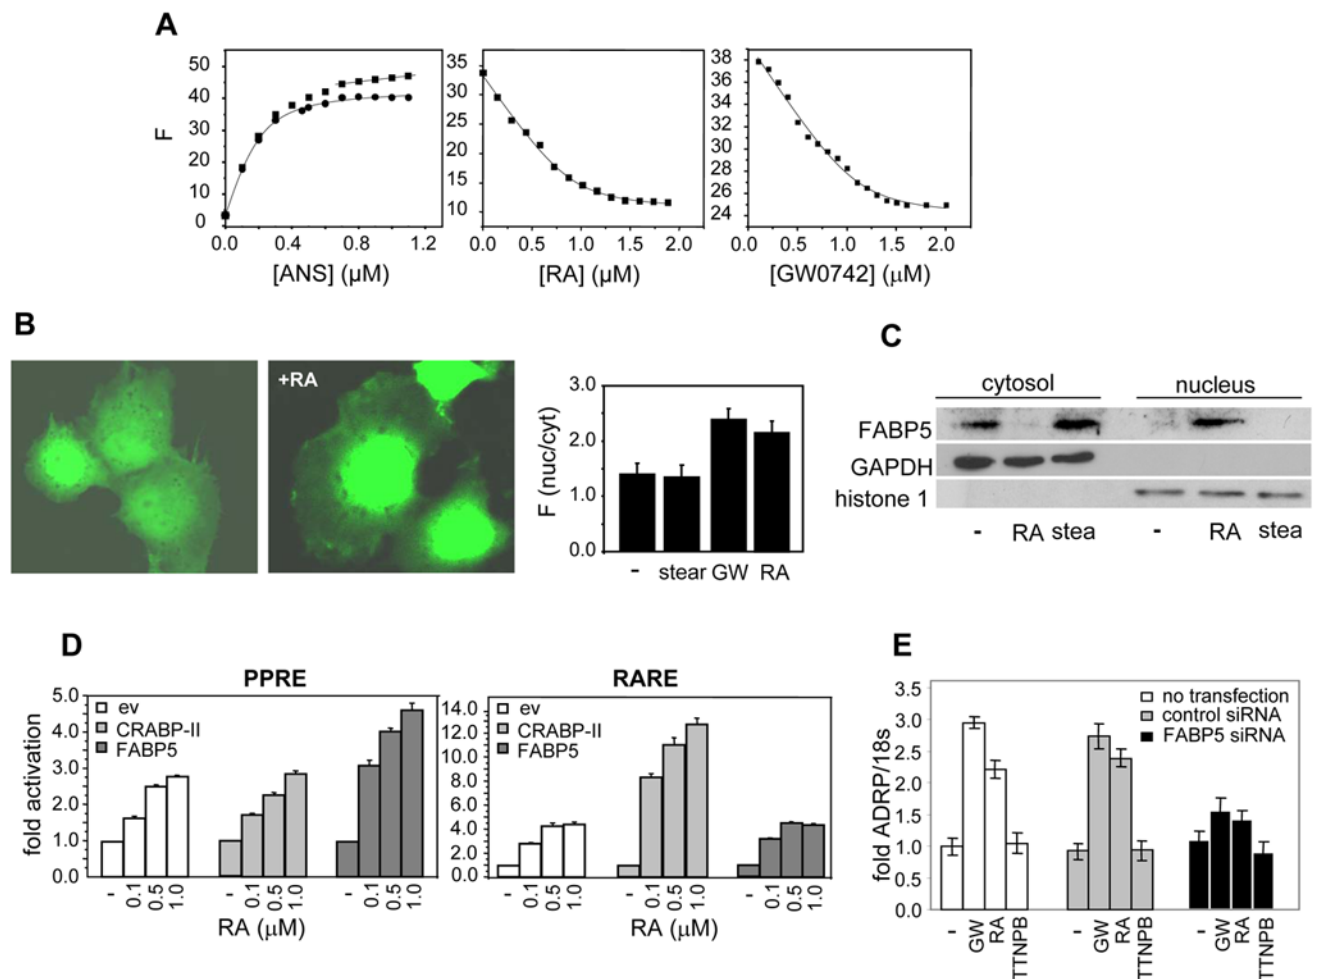 A
F
50
40
30
20
10
0
0.0 0.4 0.8 1.2
[ANS] (µM)
35
30
25
20
15
10
0.0 0.5 1.0 1.5 2.0
[RA] (µM)
38
36
34
32
30
28
26
24
0.0 0.5 1.0 1.5 2.0
[GW0742] (µM)
B
+RA
F (nuc/cyt)
3.0
2.0
1.0
0.0
- stear GW RA
C
cytosol nucleus
FABP5
GAPDH
histone 1
- RA stea - RA stea
D
PPRE
fold activation
5.0
4.0
3.0
2.0
1.0
0.0
ev
CRABP-II
FABP5
- 0.1 0.5 1.0 - 0.1 0.5 1.0 - 0.1 0.5 1.0
RA (µM)
RARE
14.0
12.0
10.0
8.0
6.0
4.0
2.0
0.0
ev
CRABP-II
FABP5
- 0.1 0.5 1.0 - 0.1 0.5 1.0 - 0.1 0.5 1.0
RA (µM)
E
fold ADRP/18s
3.5
3.0
2.5
2.0
1.5
1.0
0.5
0.0
no transfection
control siRNA
FABP5 siRNA
- GW RA TTNPB - GW RA TTNPB - GW RA TTNPB